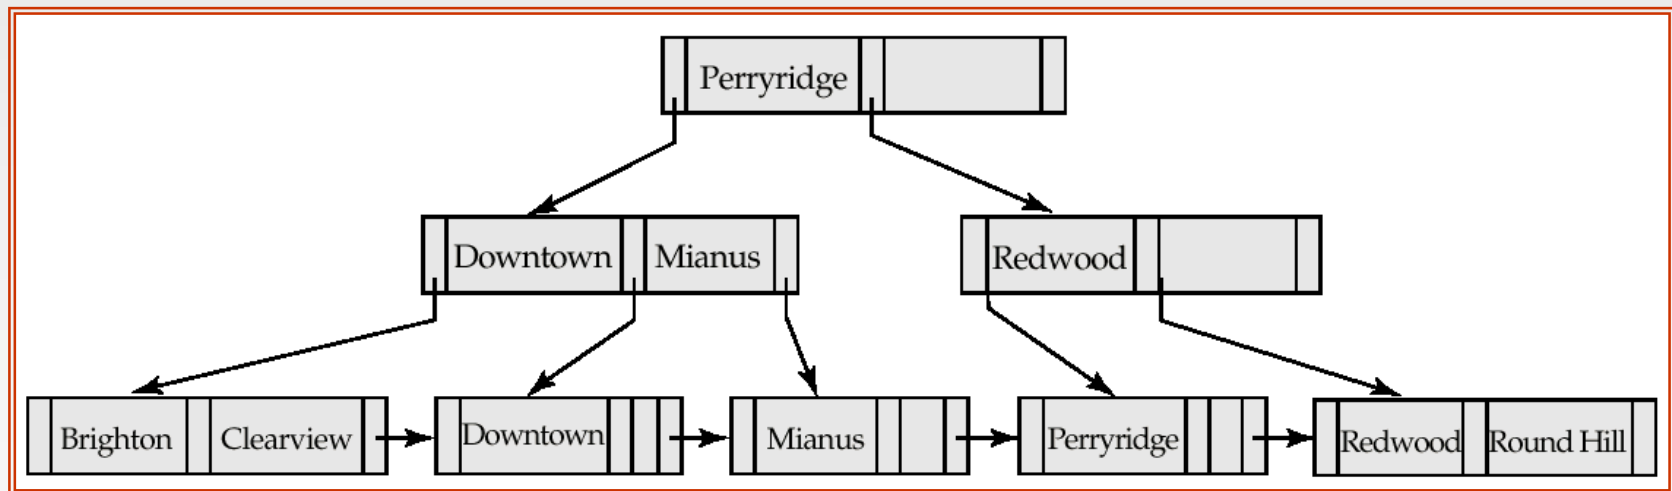 Perryridge
Downtown Mianus Redwood
Brighton Clearview Downtown Mianus Perryridge Redwood Round Hill